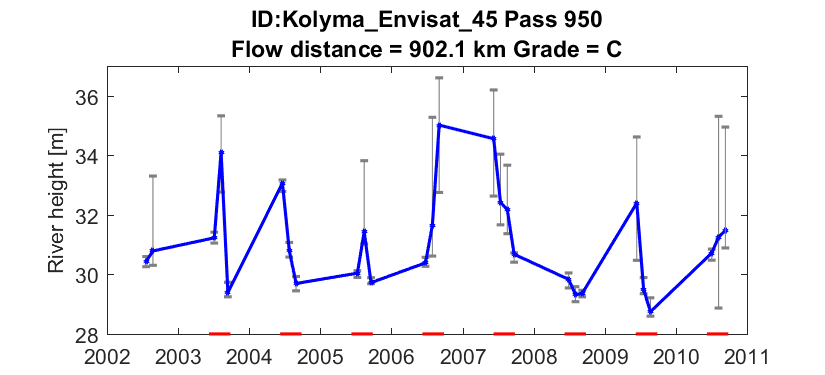 ID:Kolyma_Envisat_45 Pass 950
Flow distance = 902.1 km Grade = C
River height [m]
36
34
32
30
28
2002 2003 2004 2005 2006 2007 2008 2009 2010 2011